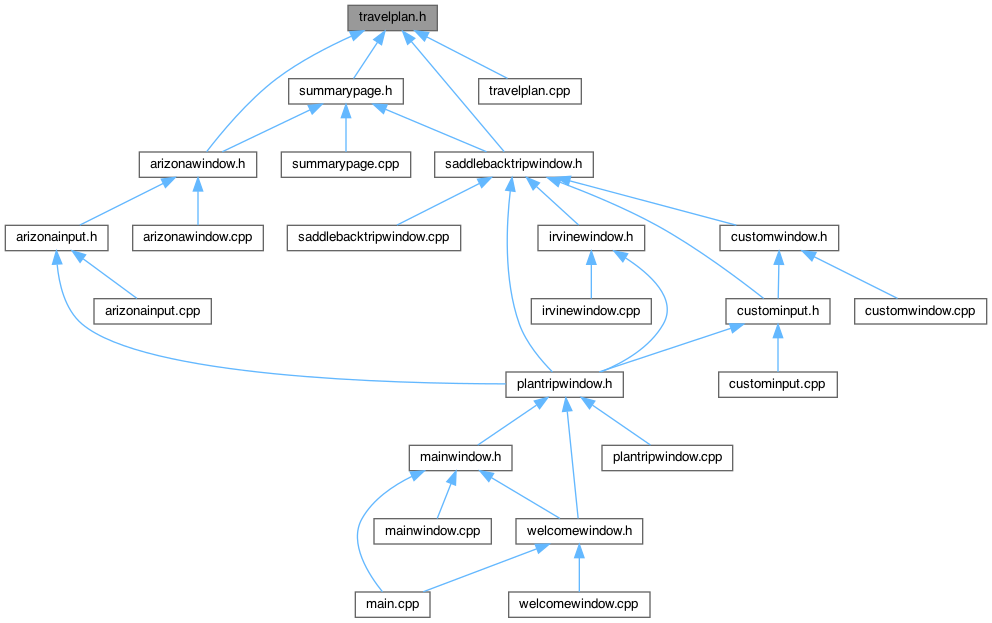 travelplan.h
summarypage.h
travelplan.cpp
arizonawindow.h
summarypage.cpp
saddlebacktripwindow.h
arizonainput.h
arizonawindow.cpp
saddlebacktripwindow.cpp
irvinewindow.h
customwindow.h
arizonainput.cpp
irvinewindow.cpp
custominput.h
customwindow.cpp
plantripwindow.h
custominput.cpp
mainwindow.h
plantripwindow.cpp
mainwindow.cpp
welcomewindow.h
main.cpp
welcomewindow.cpp